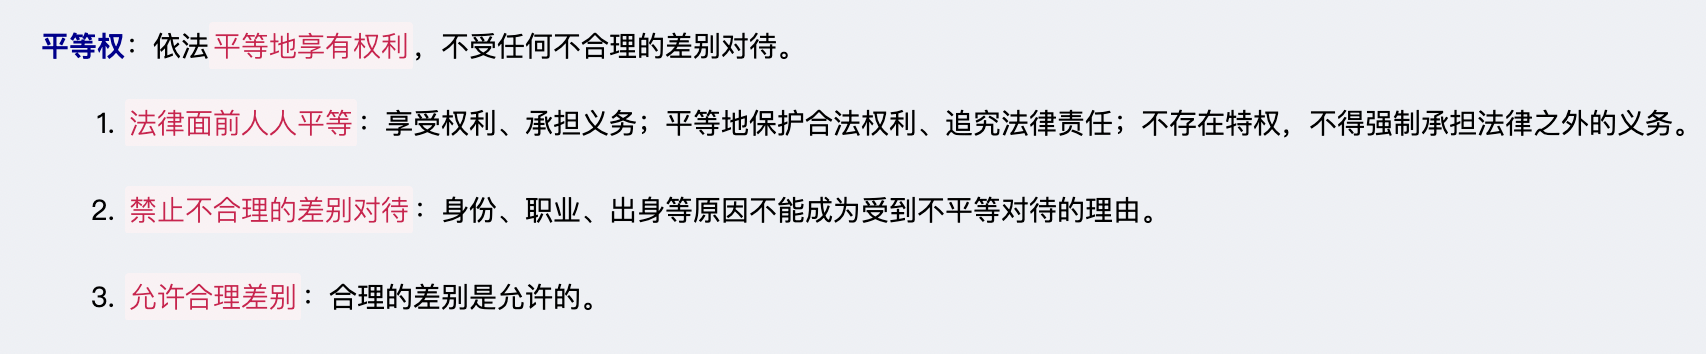 平等权：依法平等地享有权利，不受任何不合理的差别对待。
1. 法律面前人人平等：享受权利、承担义务；平等地保护合法权利、追究法律责任；不存在特权，不得强制承担法律之外的义务。
2. 禁止不合理的差别对待：身份、职业、出身等原因不能成为受到不平等对待的理由。
3. 允许合理差别：合理的差别是允许的。